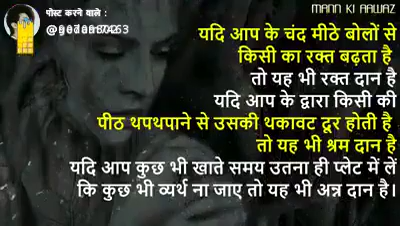 MANN KI AAWAZ
पोस्ट करने वाले :
यदि आप के चंद मीठे बोलों से
किसी का रक्त बढ़ता है
तो यह भी रक्त दान है
यदि आप के द्वारा किसी की
पीठ थपथपाने से उसकी थकावट दूर होती है
तो यह भी श्रम दान है
यदि आप कुछ भी खाते समय उतना ही प्लेट में लें
कि कुछ भी व्यर्थ ना जाए तो यह भी अन्न दान है।